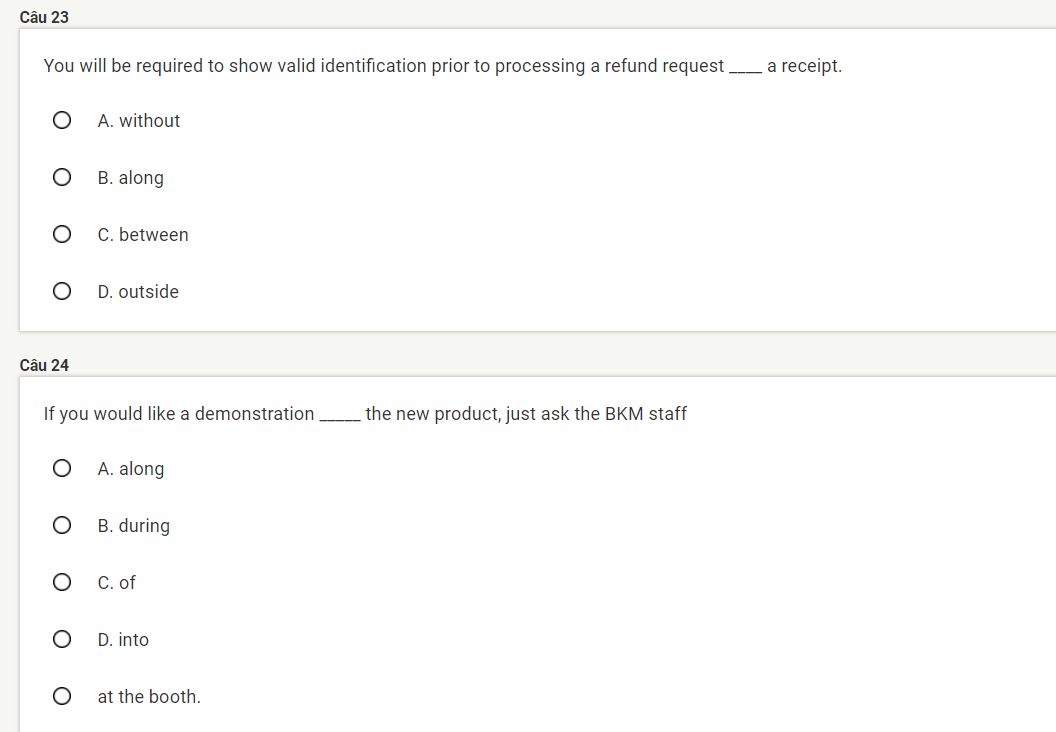 Câu 23
You will be required to show valid identification prior to processing a refund request ____ a receipt.
A. without
B. along
C. between
D. outside
Câu 24
If you would like a demonstration _____ the new product, just ask the BKM staff
A. along
B. during
C. of
D. into
at the booth.